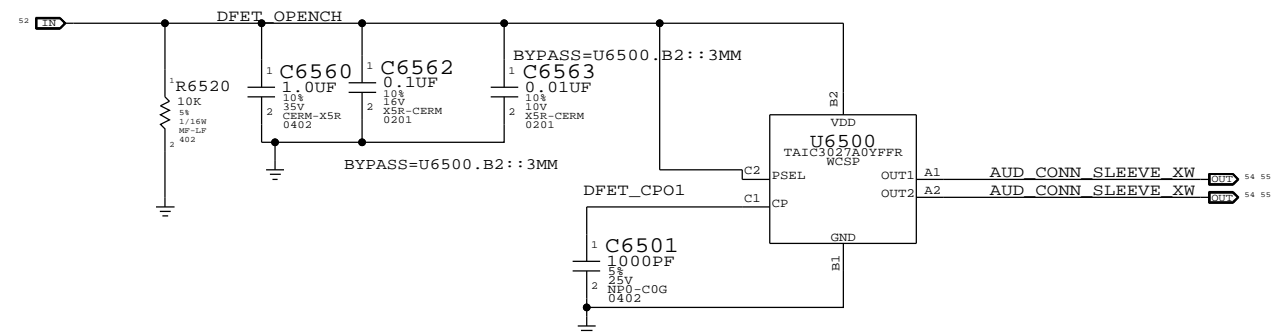 52 IN
DFET_OPENCH
1
R6520
10K
5%
1/16W
MF-LF
402
2
1
C6560
1.0UF
10%
35V
CERM-X5R
0402
2
1
C6562
0.1UF
10%
16V
X5R-CERM
0201
2
BYPASS=U6500.B2::3MM
1
C6563
0.01UF
10%
10V
X5R-CERM
0201
2
BYPASS=U6500.B2::3MM
B2
VDD
U6500
TAIC3027A0YFFR
WCSP
C2
PSEL
DFET_CPO1
C1
CP
OUT1
A1
AUD_CONN_SLEEVE_XW
OUT
54 55
OUT2
A2
AUD_CONN_SLEEVE_XW
OUT
54 55
GND
B1
1
C6501
1000PF
5%
25V
NP0-C0G
0402
2